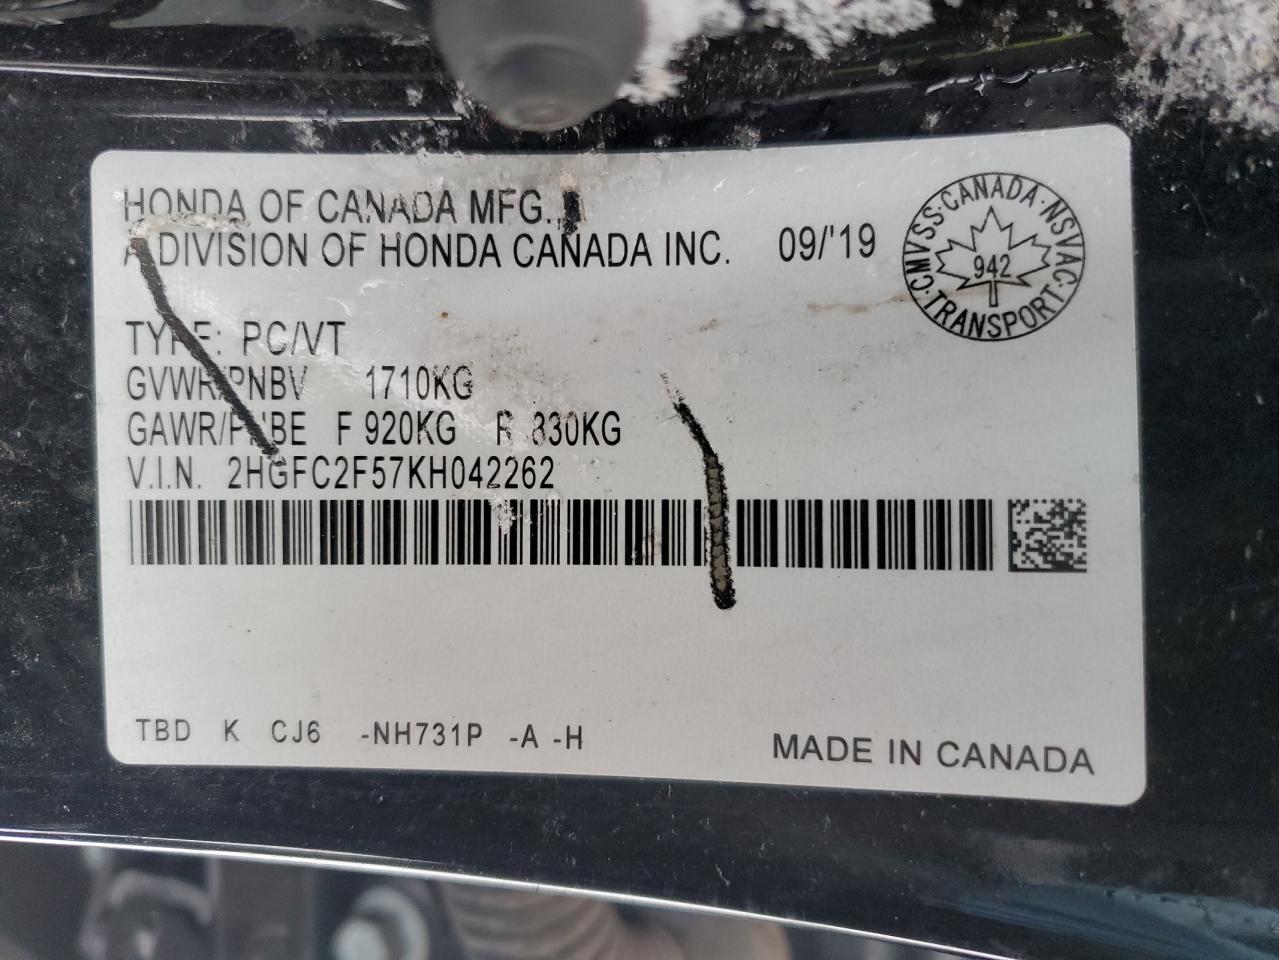 HONDA OF CANADA MFG.,
A DIVISION OF HONDA CANADA INC. 09/'19
CMVSS·CANADA·NSVAC·TRANSPORT·
942
TYPE: PC/VT
GVWR/PNBV 1710KG
GAWR/PNBE F 920KG R 830KG
V.I.N. 2HGFC2F57KH042262
TBD K CJ6 -NH731P -A -H
MADE IN CANADA